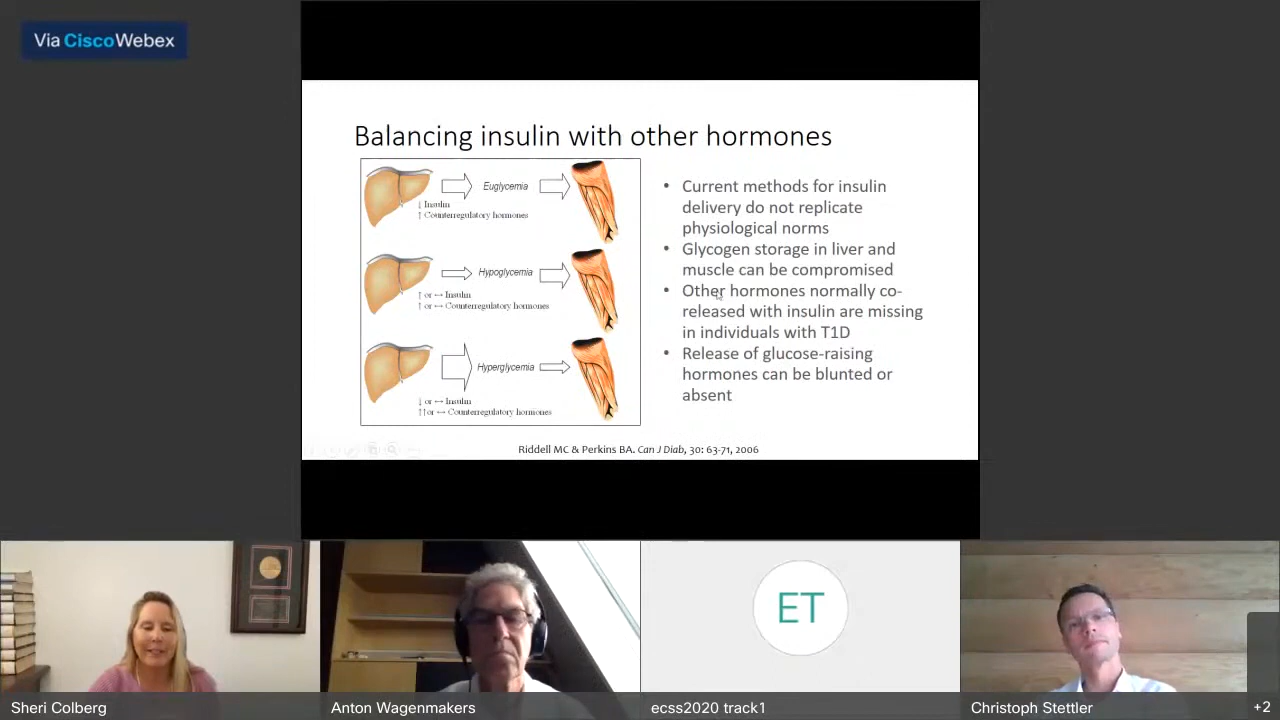 Via Cisco Webex
Balancing insulin with other hormones
Euglycemia
↓ Insulin
↑ Counterregulatory hormones
Hypoglycemia
↑ or ↔ Insulin
↑ or ↔ Counterregulatory hormones
Hyperglycemia
↓ or ↔ Insulin
↑↑or ↔ Counterregulatory hormones
• Current methods for insulin
delivery do not replicate
physiological norms
• Glycogen storage in liver and
muscle can be compromised
• Other hormones normally co-
released with insulin are missing
in individuals with T1D
• Release of glucose-raising
hormones can be blunted or
absent
Riddell MC & Perkins BA. Can J Diab, 30: 63-71, 2006
ET
Sheri Colberg
Anton Wagenmakers
ecss2020 track1
Christoph Stettler
+2